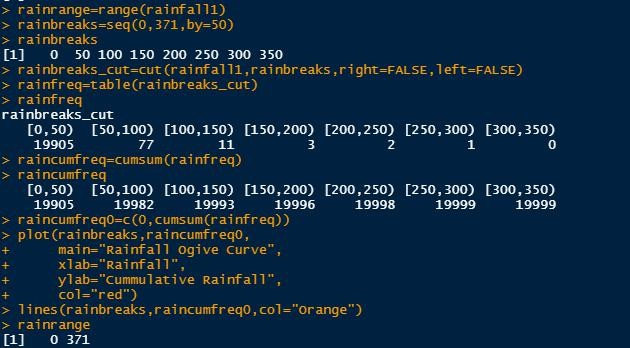 > rainrange=range(rainfall1)
> rainbreaks=seq(0,371,by=50)
> rainbreaks
[1]   0  50 100 150 200 250 300 350
> rainbreaks_cut=cut(rainfall1,rainbreaks,right=FALSE,left=FALSE)
> rainfreq=table(rainbreaks_cut)
> rainfreq
rainbreaks_cut
   [0,50)  [50,100) [100,150) [150,200) [200,250) [250,300) [300,350)
    19905        77        11         3         2         1         0
> raincumfreq=cumsum(rainfreq)
> raincumfreq
   [0,50)  [50,100) [100,150) [150,200) [200,250) [250,300) [300,350)
    19905     19982     19993     19996     19998     19999     19999
> raincumfreq0=c(0,cumsum(rainfreq))
> plot(rainbreaks,raincumfreq0,
+      main="Rainfall Ogive Curve",
+      xlab="Rainfall",
+      ylab="Cummulative Rainfall",
+      col="red")
> lines(rainbreaks,raincumfreq0,col="Orange")
> rainrange
[1]   0 371